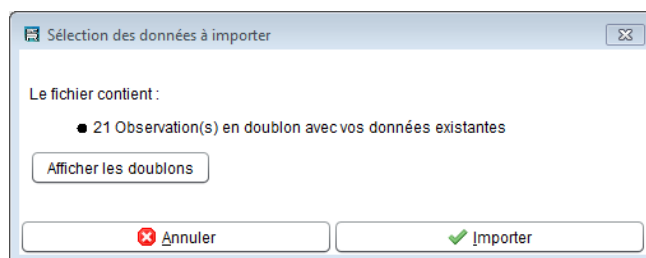 Sélection des données à importer
Le fichier contient :
21 Observation(s) en doublon avec vos données existantes
Afficher les doublons
Annuler
Importer